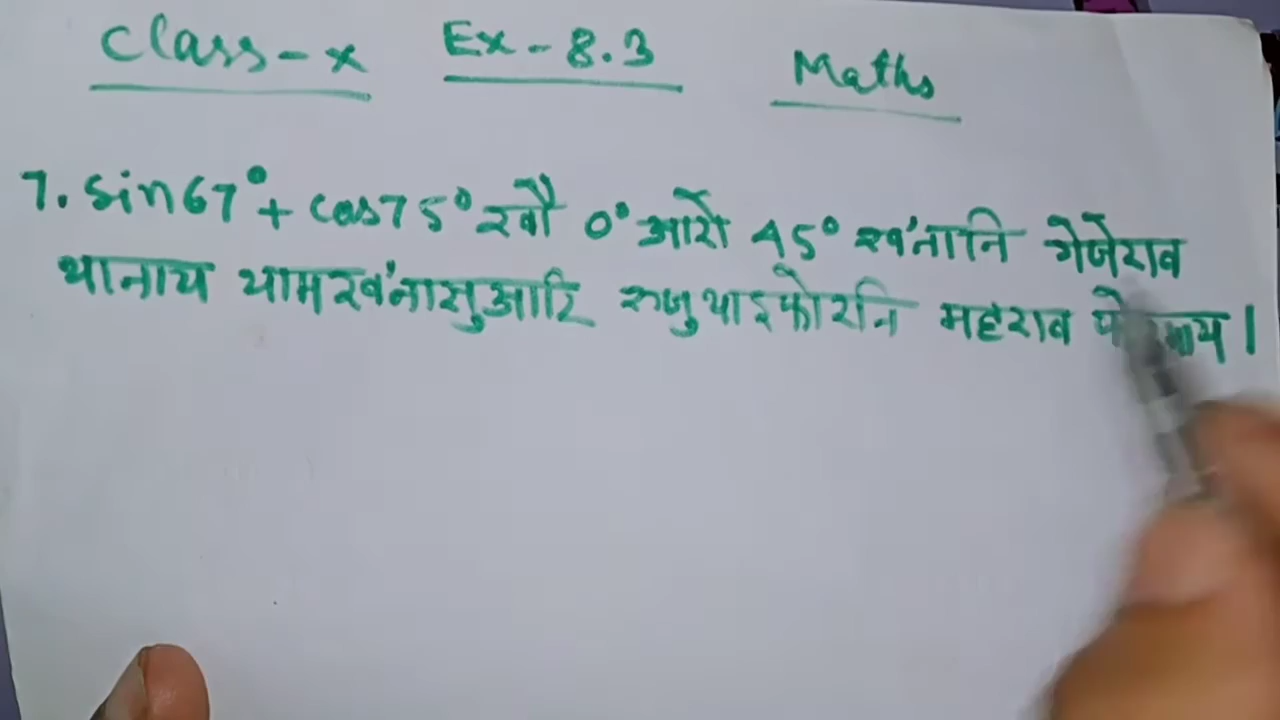 Class-x Ex-8.3 Maths
7. sin67°+cos75° खौ 0° आरो 45° खं'नानि गेजेराव
थानाय थामखं'नासुआरि रुजुथाइफोरनि महराव